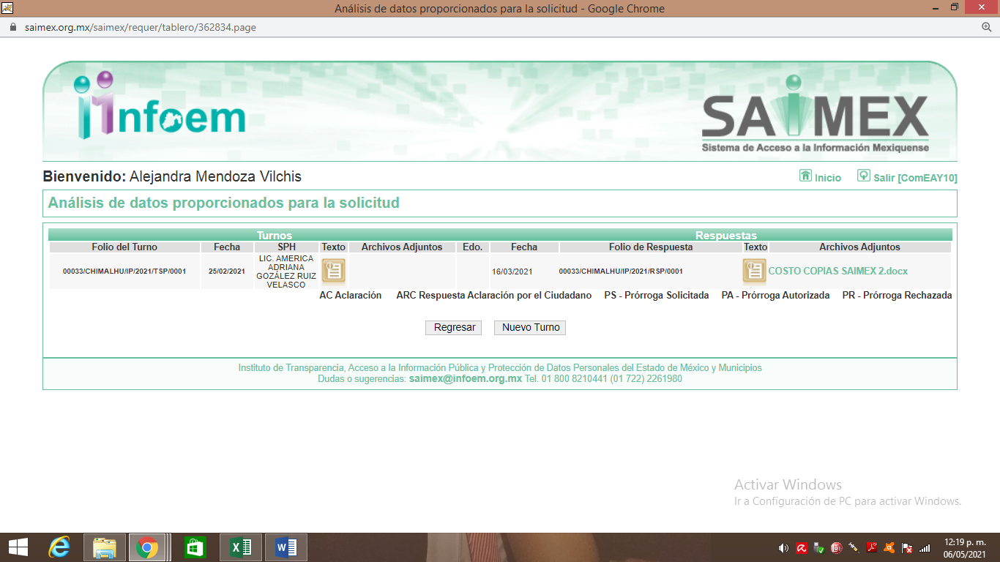 Análisis de datos proporcionados para la solicitud - Google Chrome
saimex.org.mx/saimex/requer/tablero/362834.page
infoem
SAIMEX
Sistema de Acceso a la Información Mexiquense
Bienvenido: Alejandra Mendoza Vilchis
Inicio Salir [ComEAY10]
Análisis de datos proporcionados para la solicitud
Turnos Respuestas
Folio del Turno Fecha SPH Texto Archivos Adjuntos Edo. Fecha Folio de Respuesta Texto Archivos Adjuntos
00033/CHIMALHU/IP/2021/TSP/0001 25/02/2021 LIC. AMERICA
ADRIANA
GOZÁLEZ RUIZ
VELASCO
16/03/2021 00033/CHIMALHU/IP/2021/RSP/0001 COSTO COPIAS SAIMEX 2.docx
AC Aclaración ARC Respuesta Aclaración por el Ciudadano PS - Prórroga Solicitada PA - Prórroga Autorizada PR - Prórroga Rechazada
Regresar Nuevo Turno
Instituto de Transparencia, Acceso a la Información Pública y Protección de Datos Personales del Estado de México y Municipios
Dudas o sugerencias: saimex@infoem.org.mx Tel. 01 800 8210441 (01 722) 2261980
Activar Windows
Ir a Configuración de PC para activar Windows.
12:19 p. m.
06/05/2021